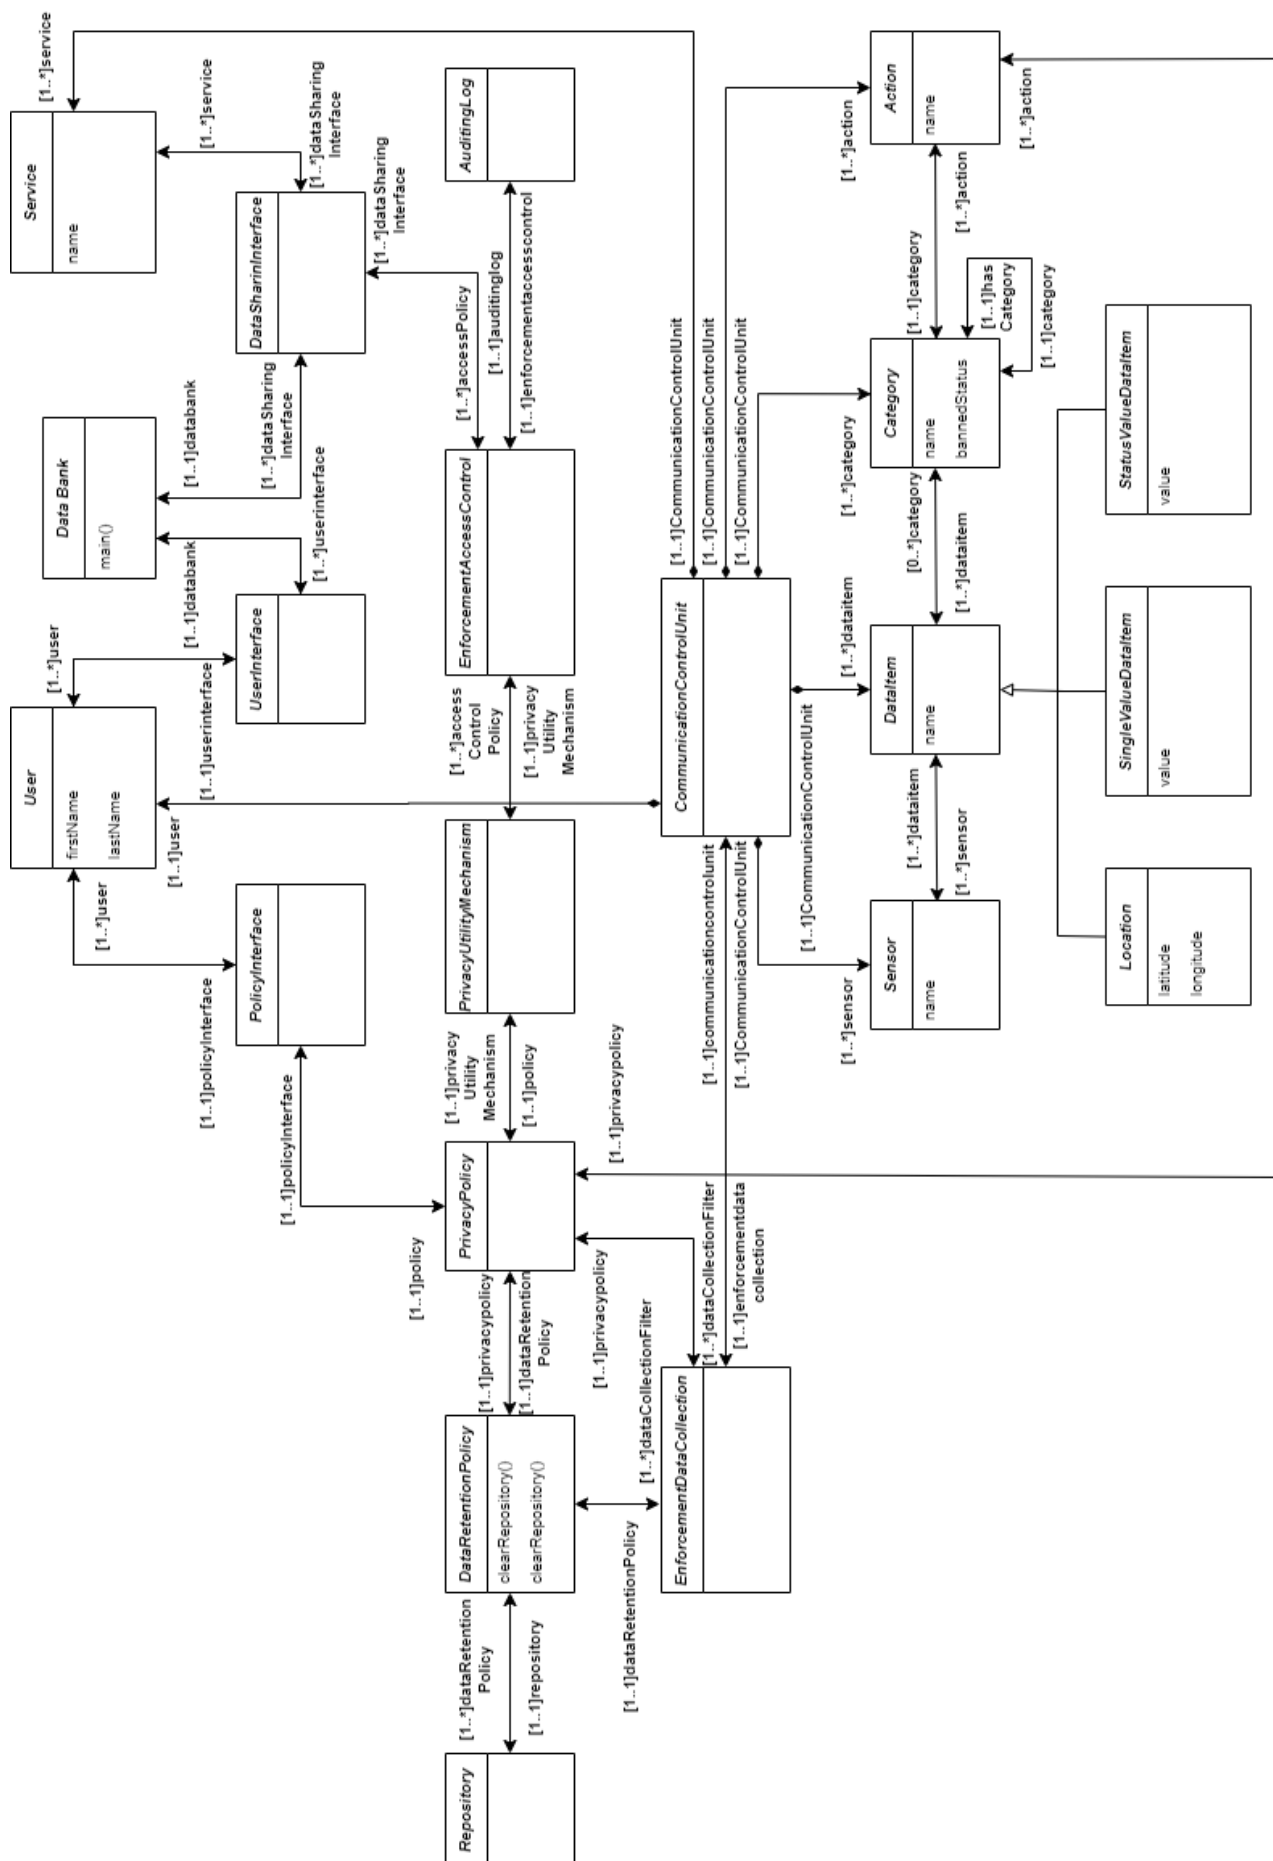 Repository
[1..*]dataRetention
Policy
[1..1]repository
DataRetentionPolicy
clearRepository()
clearRepository()
[1..1]privacypolicy
[1..1]dataRetention
Policy
[1..1]dataRetentionPolicy
[1..*]dataCollectionFilter
EnforcementDataCollection
[1..*]dataCollectionFilter
[1..1]enforcementdata
collection
[1..1]privacypolicy
[1..1]policy
PrivacyPolicy
[1..1]privacypolicy
[1..1]policyInterface
[1..1]privacy
Utility
Mechanism
[1..1]policy
PolicyInterface
[1..1]policyInterface
[1..*]user
PrivacyUtilityMechanism
[1..*]access
Control
Policy
[1..1]privacy
Utility
Mechanism
User
firstName
lastName
[1..1]user
[1..*]user
[1..1]userinterface
UserInterface
[1..1]databank
[1..*]userinterface
Data Bank
main()
[1..1]databank
[1..*]dataSharing
Interface
DataSharinInterface
[1..*]dataSharing
Interface
[1..*]dataSharing
Interface
[1..*]service
[1..*]service
Service
name
EnforcementAccessControl
[1..*]accessPolicy
[1..1]auditinglog
[1..1]enforcementaccesscontrol
AuditingLog
CommunicationControlUnit
[1..1]communicationcontrolunit
[1..1]CommunicationControlUnit
[1..1]CommunicationControlUnit
[1..1]CommunicationControlUnit
[1..1]CommunicationControlUnit
[1..1]CommunicationControlUnit
[1..*]sensor
Sensor
name
[1..*]dataitem
[1..*]sensor
[1..*]dataitem
DataItem
name
[0..*]category
[1..*]dataitem
[1..*]category
Category
name
bannedStatus
[1..1]category
[1..*]action
[1..1]has
Category
[1..1]category
[1..*]action
Action
name
[1..*]action
Location
latitude
longitude
SingleValueDataItem
value
StatusValueDataItem
value